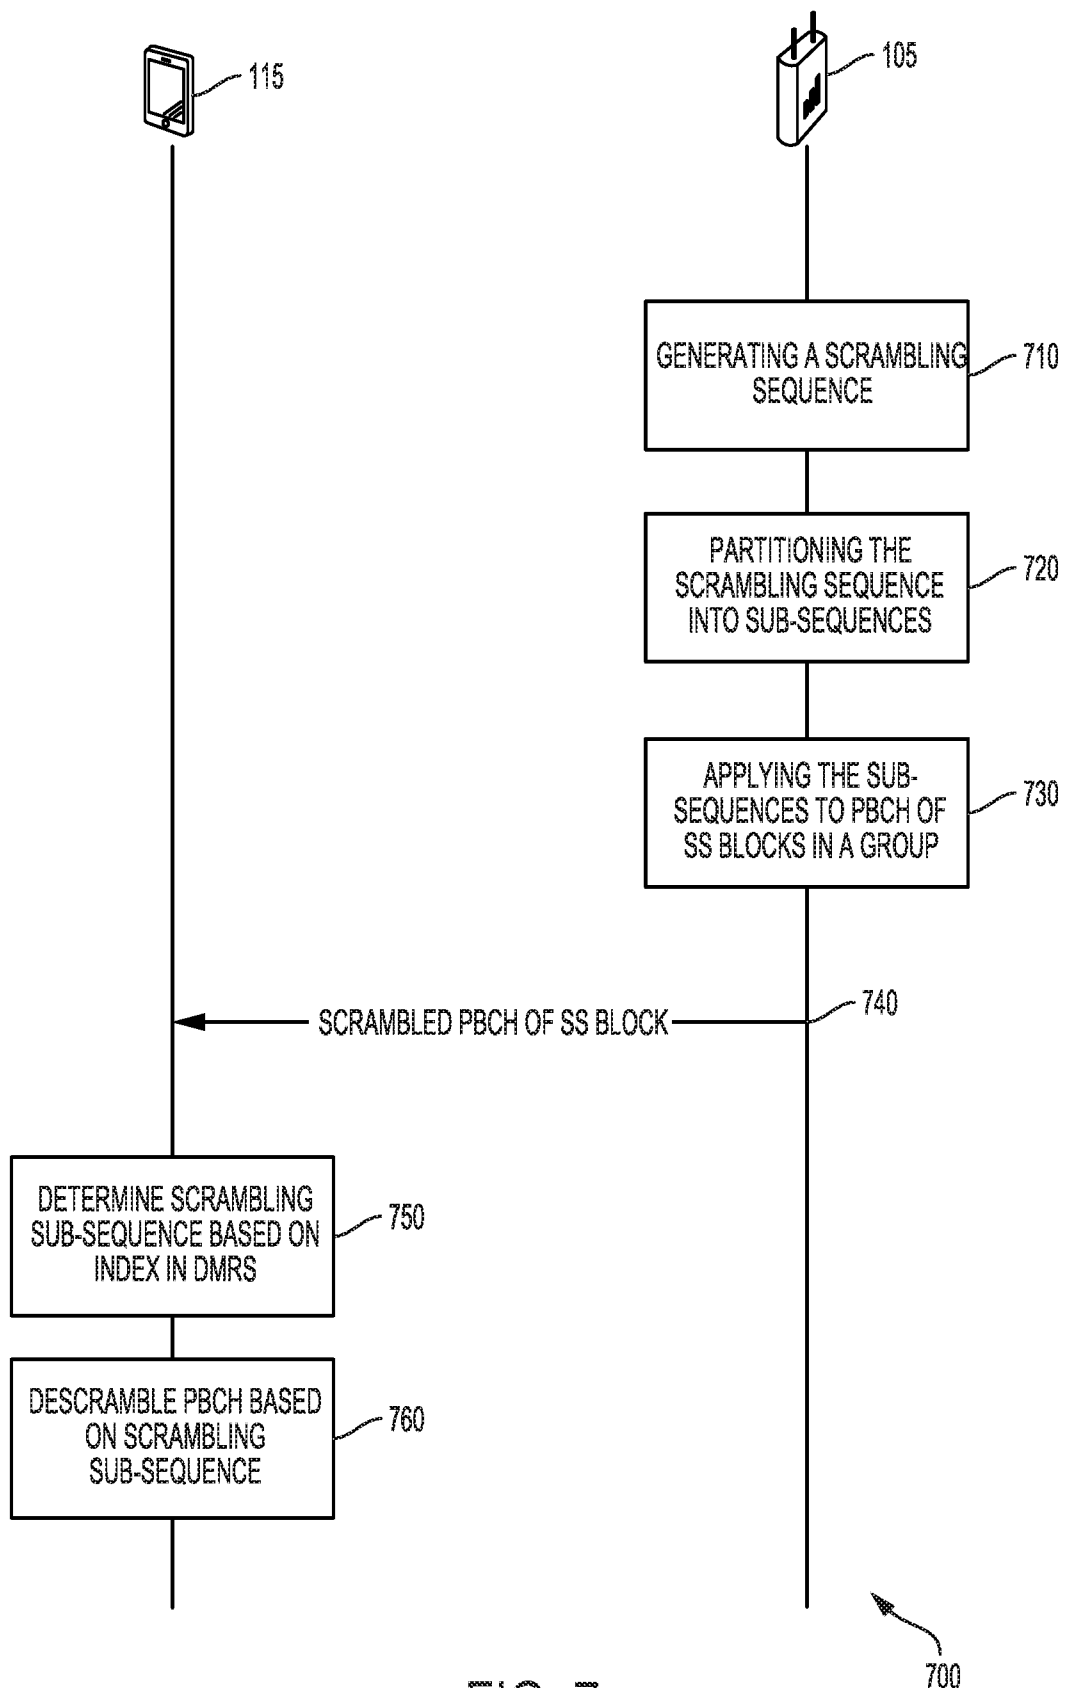 115
105
GENERATING A SCRAMBLING
SEQUENCE
710
PARTITIONING THE
SCRAMBLING SEQUENCE
INTO SUB-SEQUENCES
720
APPLYING THE SUB-
SEQUENCES TO PBCH OF
SS BLOCKS IN A GROUP
730
740
SCRAMBLED PBCH OF SS BLOCK
DETERMINE SCRAMBLING
SUB-SEQUENCE BASED ON
INDEX IN DMRS
750
DESCRAMBLE PBCH BASED
ON SCRAMBLING
SUB-SEQUENCE
760
700